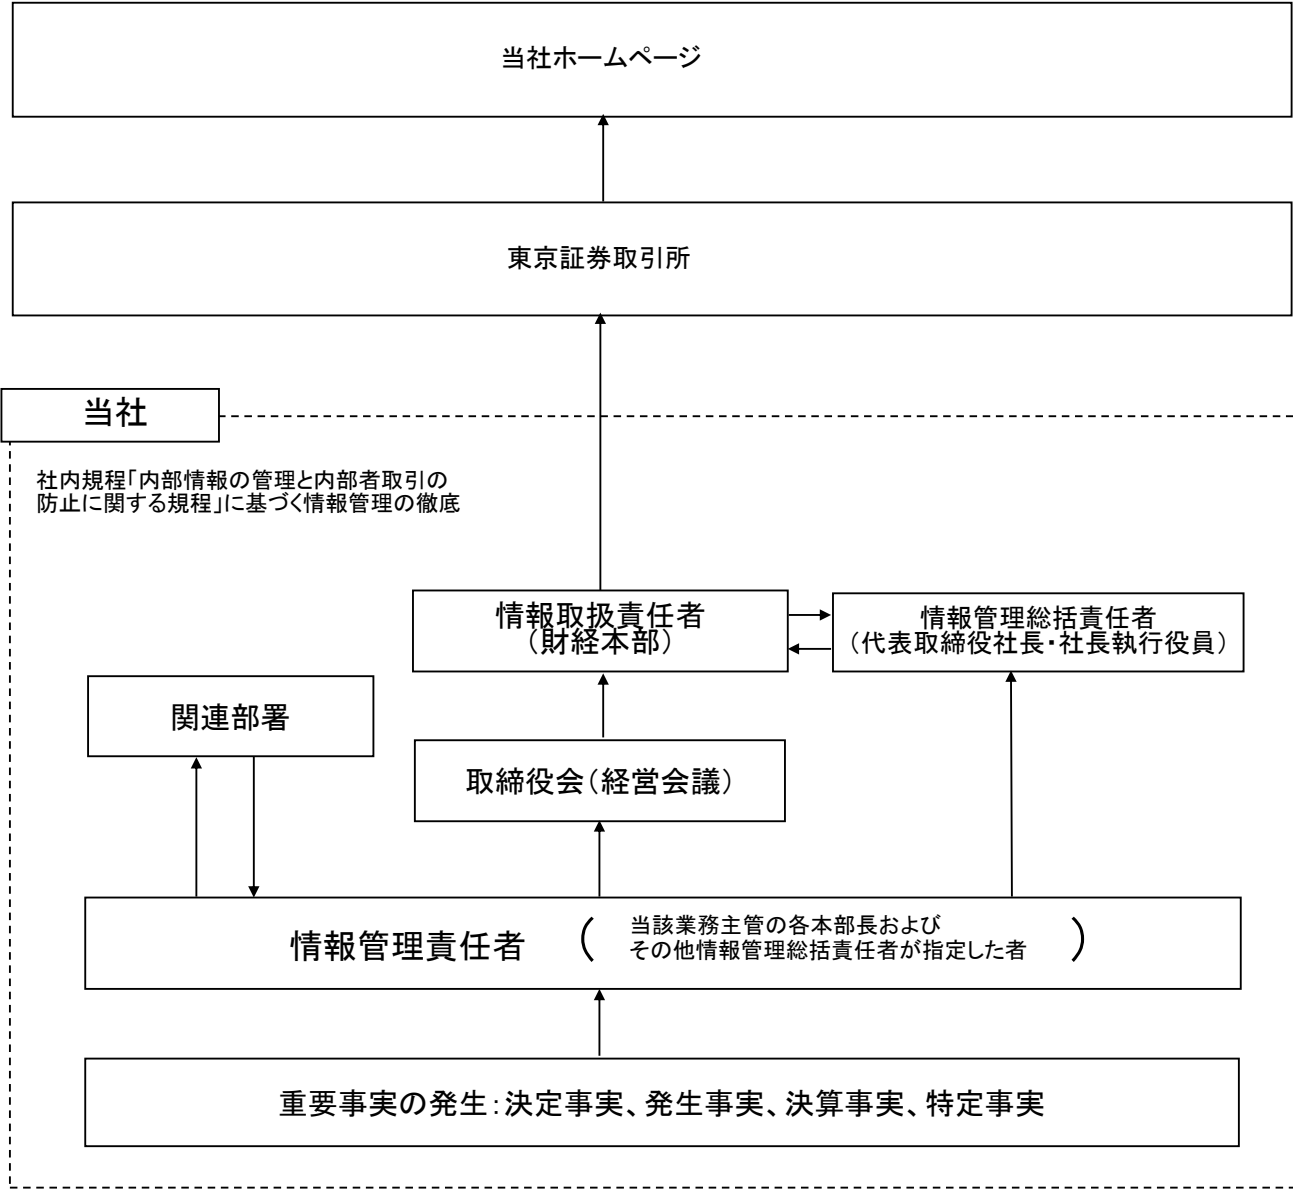 当社ホームページ
東京証券取引所
当社
社内規程「内部情報の管理と内部者取引の
防止に関する規程」に基づく情報管理の徹底
情報取扱責任者
（財経本部）
情報管理総括責任者
（代表取締役社長・社長執行役員）
関連部署
取締役会（経営会議）
情報管理責任者
（当該業務主管の各本部長および
その他情報管理総括責任者が指定した者）
重要事実の発生：決定事実、発生事実、決算事実、特定事実